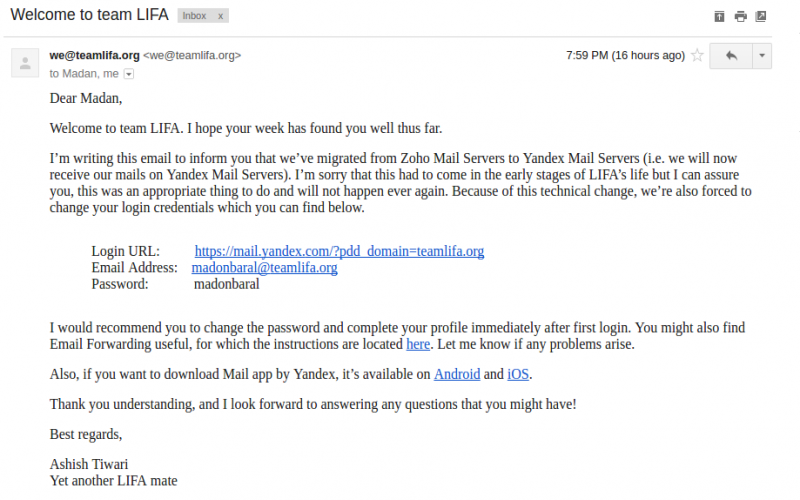 Welcome to team LIFA Inbox x
we@teamlifa.org <we@teamlifa.org> 7:59 PM (16 hours ago)
to Madan, me
Dear Madan,
Welcome to team LIFA. I hope your week has found you well thus far.
I'm writing this email to inform you that we've migrated from Zoho Mail Servers to Yandex Mail Servers (i.e. we will now
receive our mails on Yandex Mail Servers). I'm sorry that this had to come in the early stages of LIFA's life but I can assure
you, this was an appropriate thing to do and will not happen ever again. Because of this technical change, we're also forced to
change your login credentials which you can find below.
Login URL: https://mail.yandex.com/?pdd_domain=teamlifa.org
Email Address: madonbaral@teamlifa.org
Password: madonbaral
I would recommend you to change the password and complete your profile immediately after first login. You might also find
Email Forwarding useful, for which the instructions are located here. Let me know if any problems arise.
Also, if you want to download Mail app by Yandex, it's available on Android and iOS.
Thank you understanding, and I look forward to answering any questions that you might have!
Best regards,
Ashish Tiwari
Yet another LIFA mate